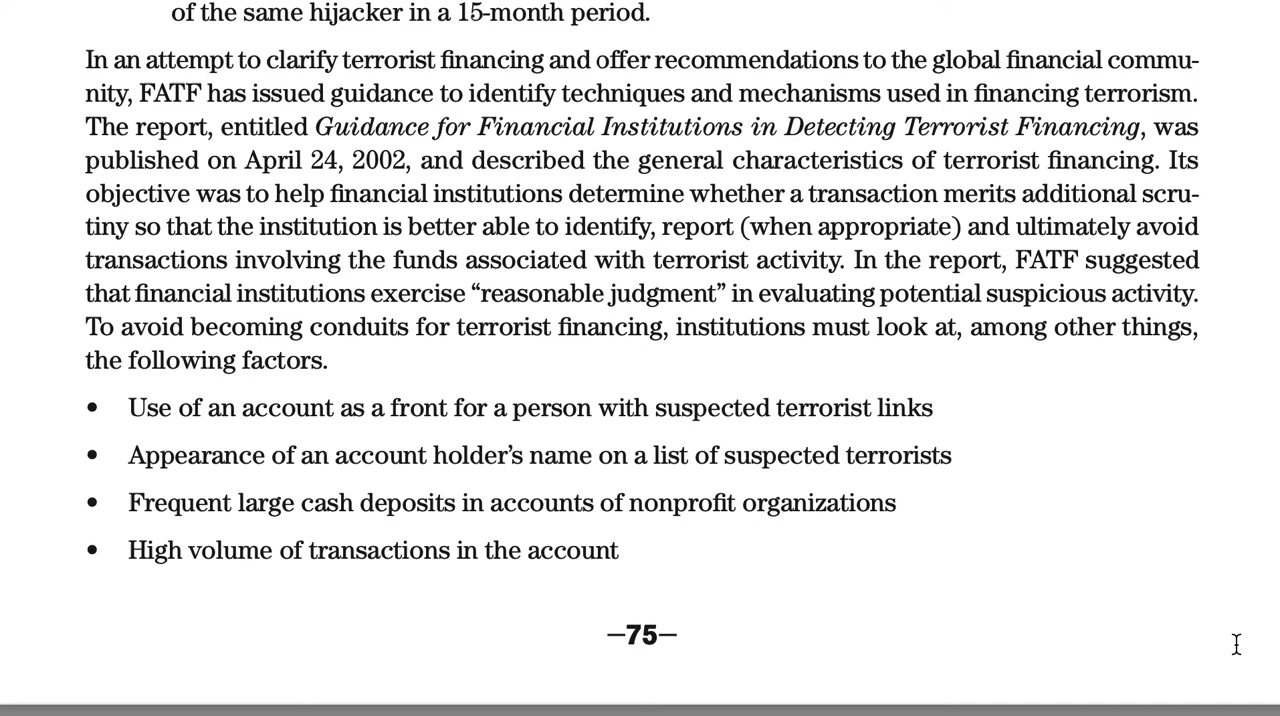 of the same hijacker in a 15-month period.
In an attempt to clarify terrorist financing and offer recommendations to the global financial commu-
nity, FATF has issued guidance to identify techniques and mechanisms used in financing terrorism.
The report, entitled Guidance for Financial Institutions in Detecting Terrorist Financing, was
published on April 24, 2002, and described the general characteristics of terrorist financing. Its
objective was to help financial institutions determine whether a transaction merits additional scru-
tiny so that the institution is better able to identify, report (when appropriate) and ultimately avoid
transactions involving the funds associated with terrorist activity. In the report, FATF suggested
that financial institutions exercise “reasonable judgment” in evaluating potential suspicious activity.
To avoid becoming conduits for terrorist financing, institutions must look at, among other things,
the following factors.
• Use of an account as a front for a person with suspected terrorist links
• Appearance of an account holder’s name on a list of suspected terrorists
• Frequent large cash deposits in accounts of nonprofit organizations
• High volume of transactions in the account
—75—